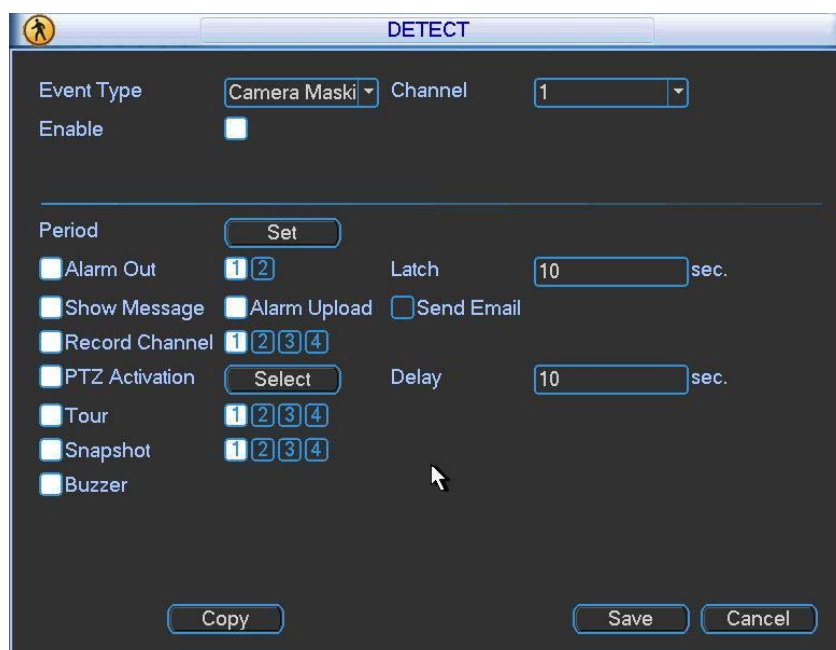 DETECT
Event Type Camera Maski Channel 1
Enable
Period Set
Alarm Out 1 2 Latch 10 sec.
Show Message Alarm Upload Send Email
Record Channel 1 2 3 4
PTZ Activation Select Delay 10 sec.
Tour 1 2 3 4
Snapshot 1 2 3 4
Buzzer
Copy Save Cancel